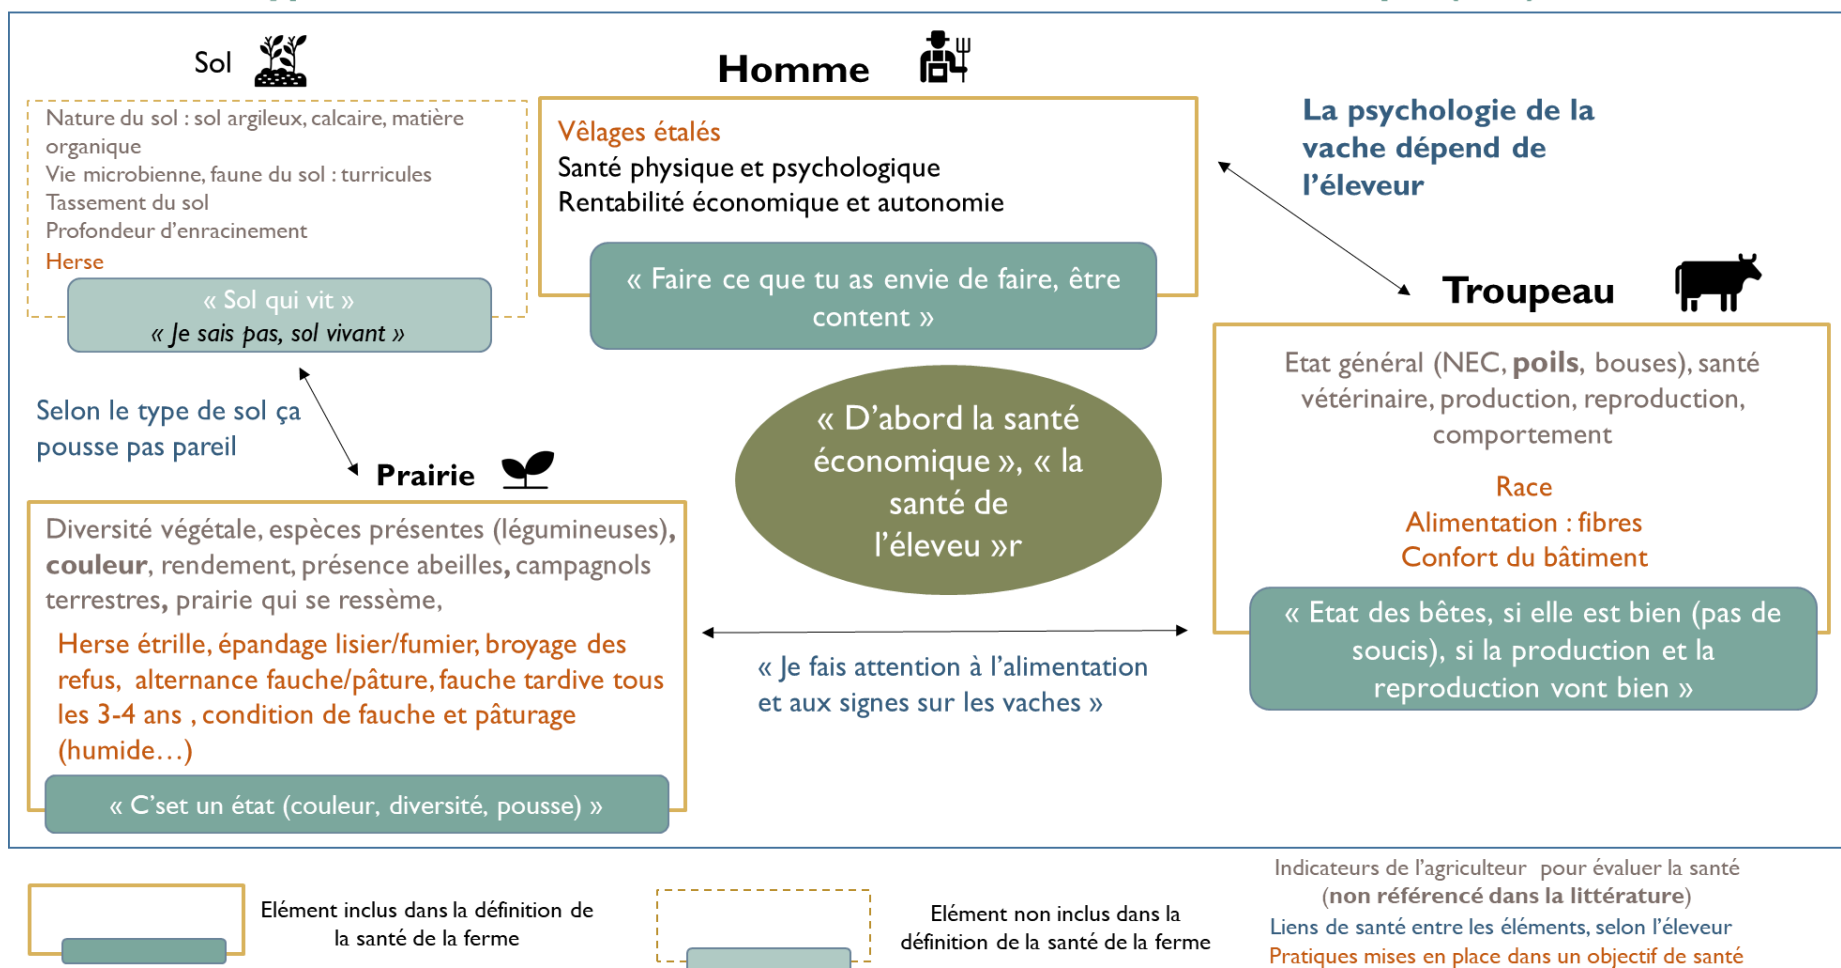 Sol
Nature du sol : sol argileux, calcaire, matière
organique
Vie microbienne, faune du sol : turricules
Tassement du sol
Profondeur d'enracinement
Herse
« Sol qui vit »
« Je sais pas, sol vivant »
Homme
Vêlages étalés
Santé physique et psychologique
Rentabilité économique et autonomie
« Faire ce que tu as envie de faire, être
content »
La psychologie de la
vache dépend de
l'éleveur
Troupeau
Etat général (NEC, poils, bouses), santé
vétérinaire, production, reproduction,
comportement
Race
Alimentation : fibres
Confort du bâtiment
« Etat des bêtes, si elle est bien (pas de
soucis), si la production et la
reproduction vont bien »
Selon le type de sol ça
pousse pas pareil
« D'abord la santé
économique », « la
santé de
l'éleveu »r
Prairie
Diversité végétale, espèces présentes (légumineuses),
couleur, rendement, présence abeilles, campagnols
terrestres, prairie qui se ressème,
Herse étrille, épandage lisier/fumier, broyage des
refus, alternance fauche/pâture, fauche tardive tous
les 3-4 ans , condition de fauche et pâturage
(humide…)
« C'set un état (couleur, diversité, pousse) »
« Je fais attention à l'alimentation
et aux signes sur les vaches »
Elément inclus dans la définition de
la santé de la ferme
Elément non inclus dans la
définition de la santé de la ferme
Indicateurs de l'agriculteur pour évaluer la santé
(non référencé dans la littérature)
Liens de santé entre les éléments, selon l'éleveur
Pratiques mises en place dans un objectif de santé